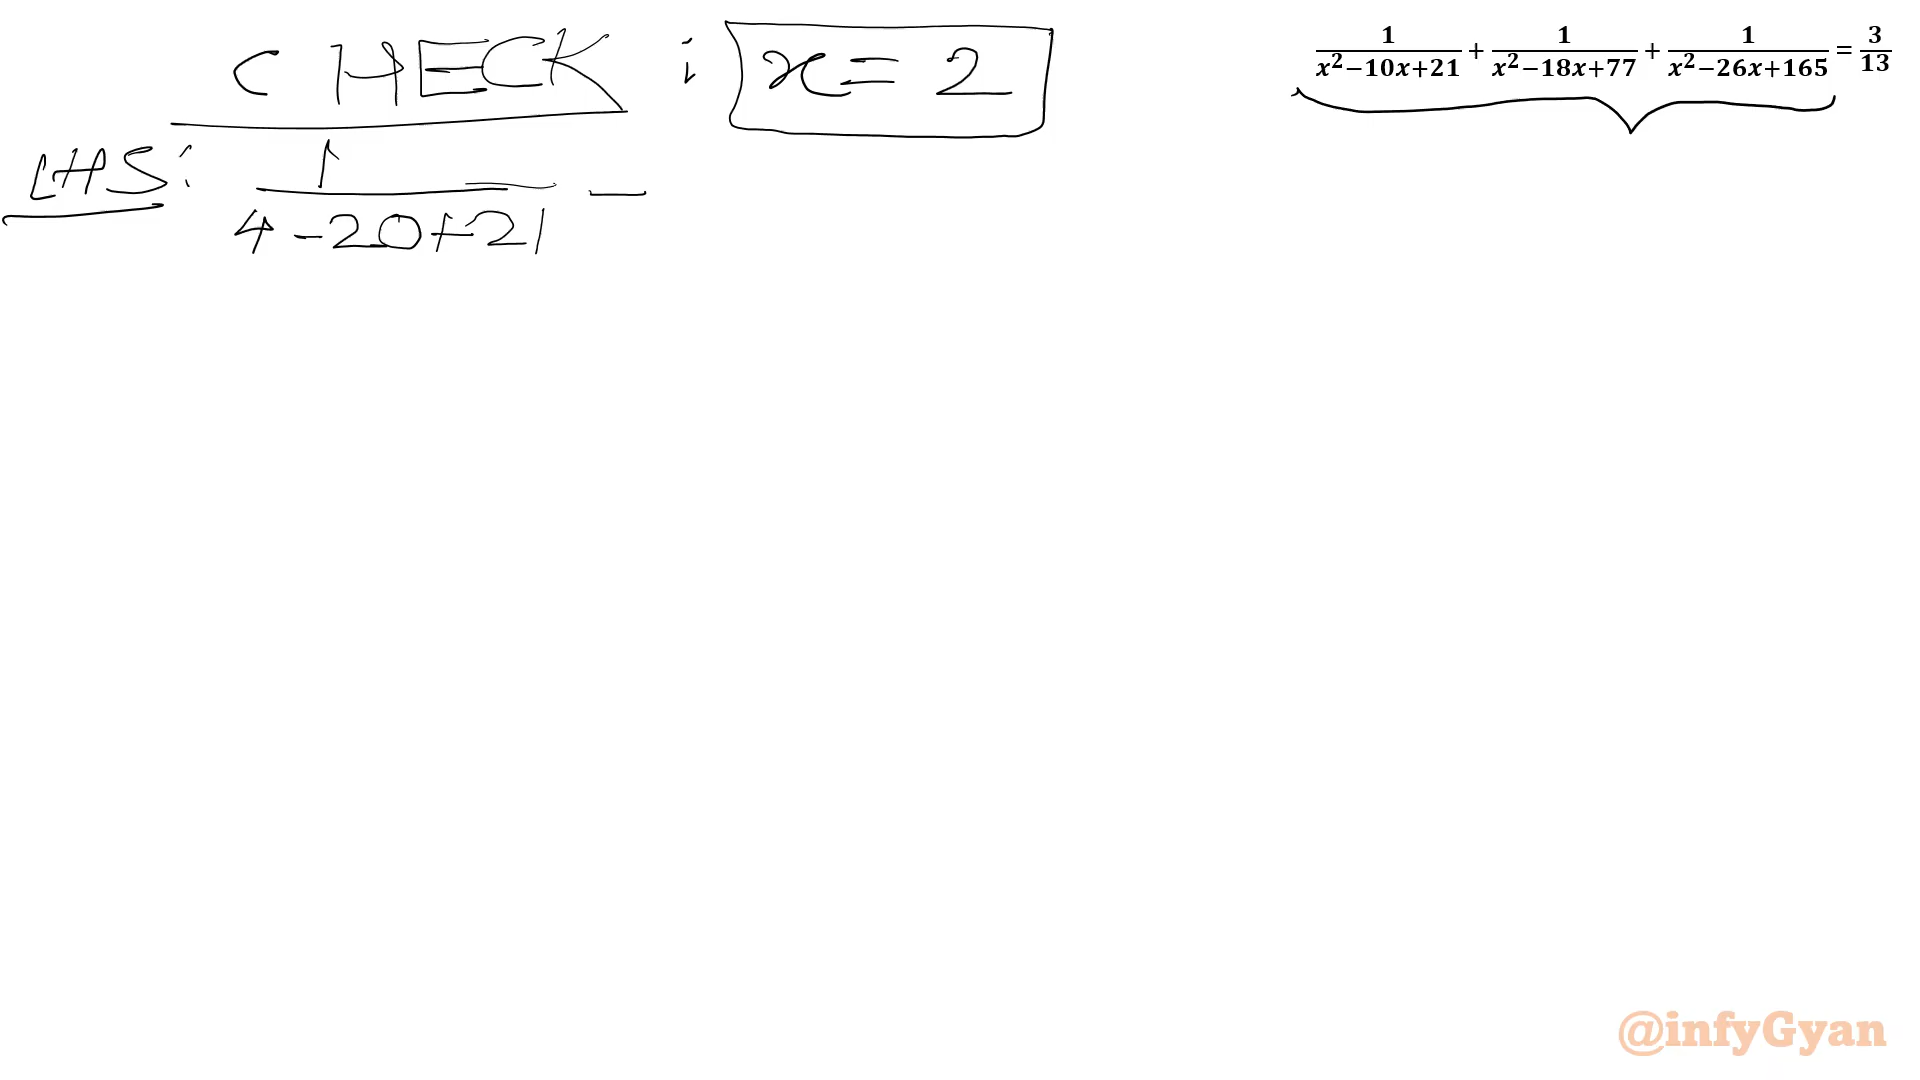 CHECK : x = 2
1/(x²−10x+21) + 1/(x²−18x+77) + 1/(x²−26x+165) = 3/13
LHS: 1/(4−20+21) —
@infyGyan